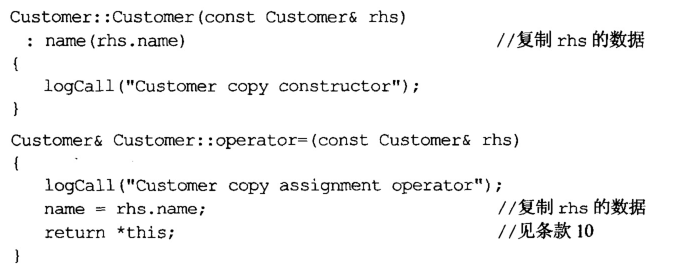 Customer::Customer(const Customer& rhs)
  : name(rhs.name)                                 //复制 rhs 的数据
{
    logCall("Customer copy constructor");
}
Customer& Customer::operator=(const Customer& rhs)
{
    logCall("Customer copy assignment operator");
    name = rhs.name;                               //复制 rhs 的数据
    return *this;                                  //见条款 10
}